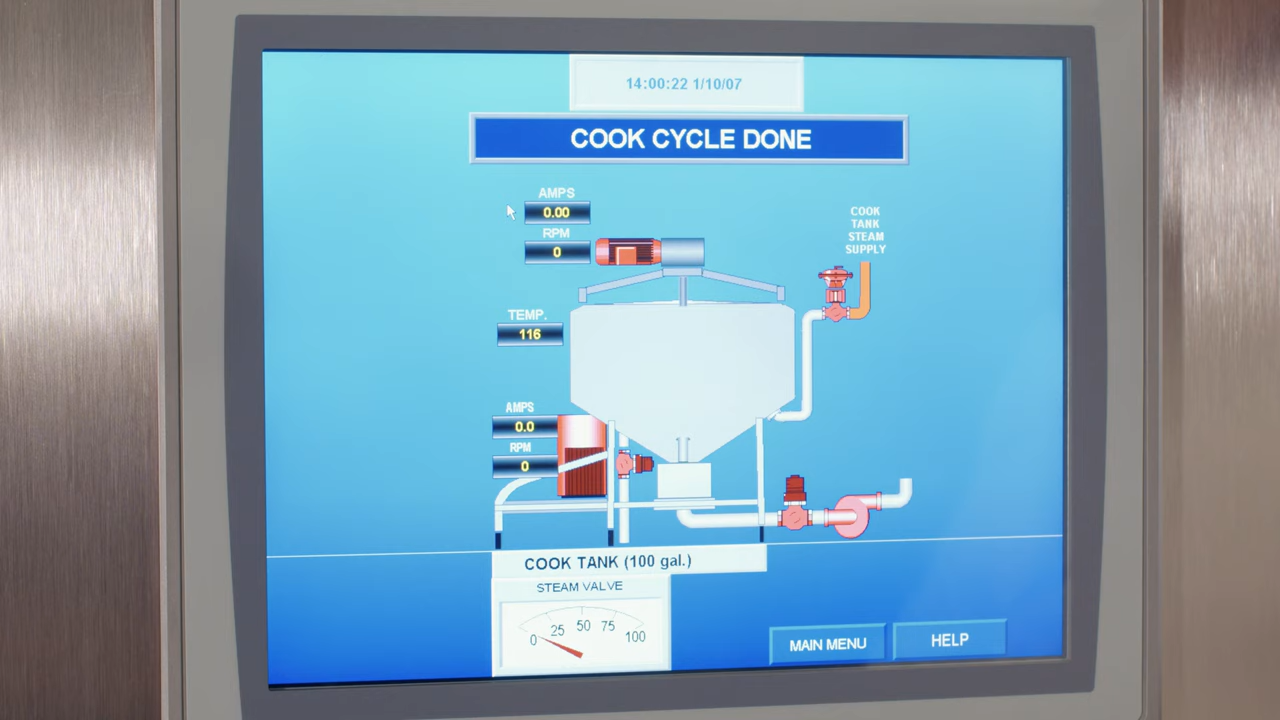 14:00:22 1/10/07
COOK CYCLE DONE
AMPS
0.00
RPM
0
COOK
TANK
STEAM
SUPPLY
TEMP.
116
AMPS
0.0
RPM
0
COOK TANK (100 gal.)
STEAM VALVE
0 25 50 75 100
MAIN MENU
HELP